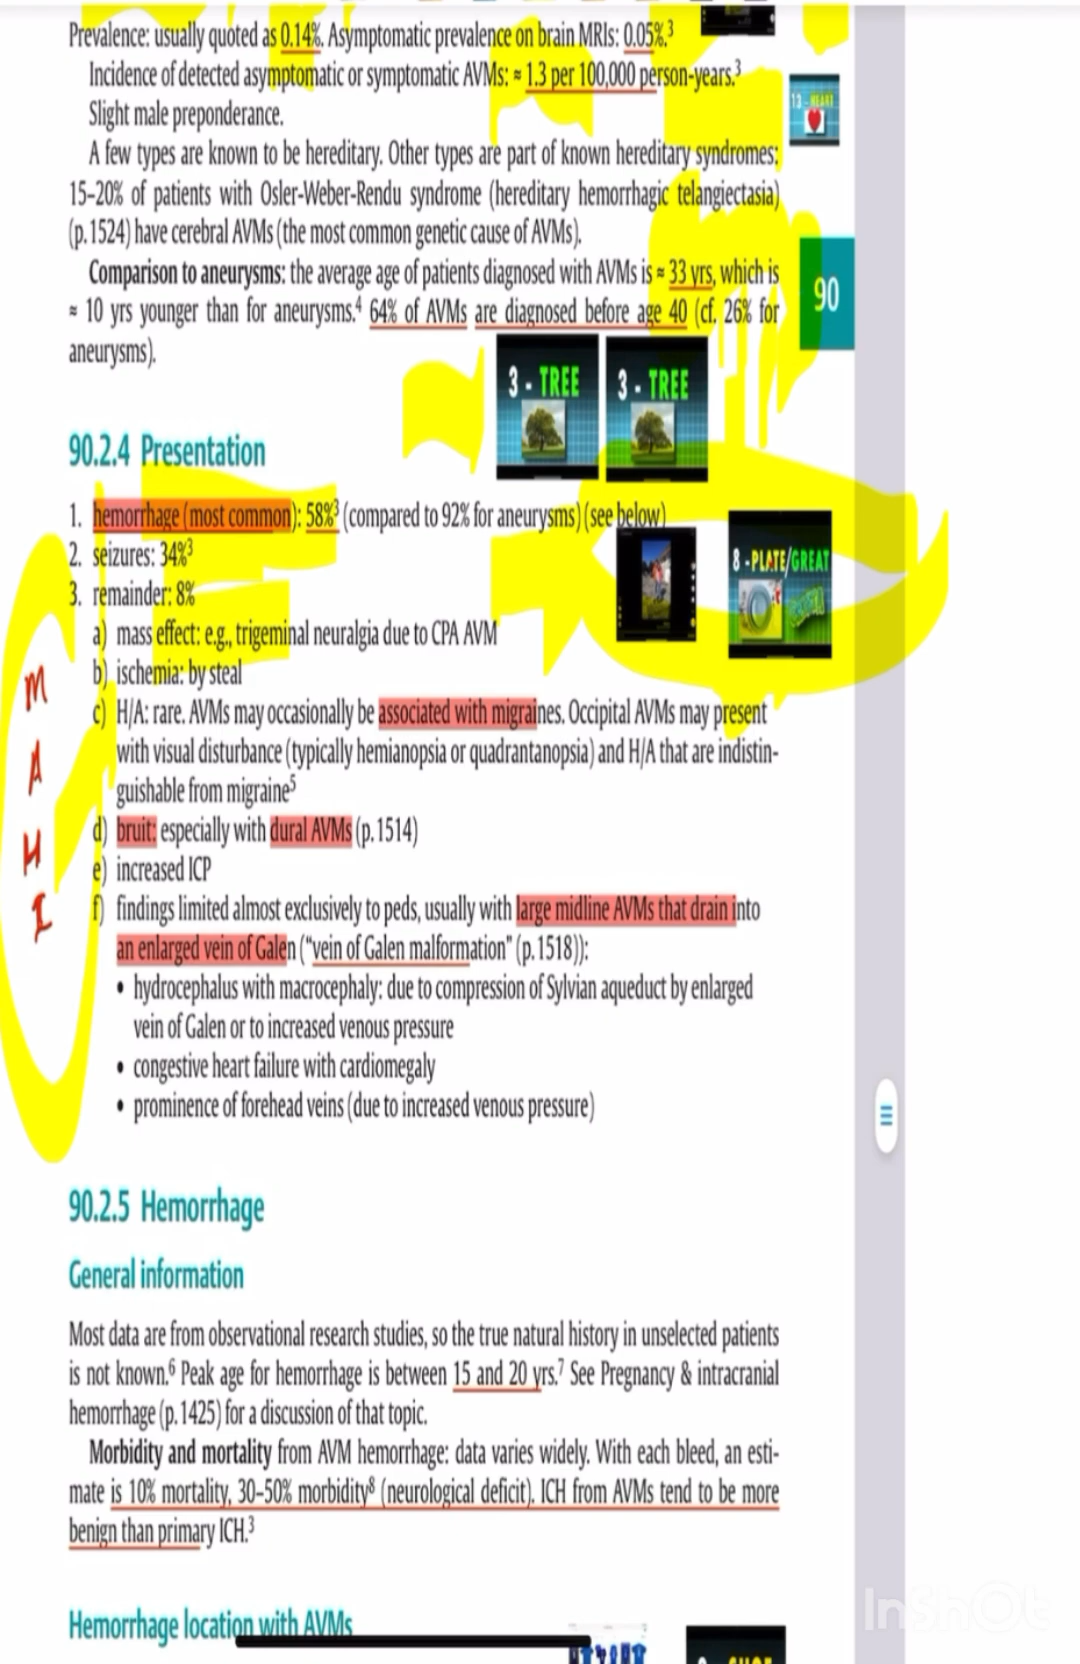 Prevalence: usually quoted as 0.14%. Asymptomatic prevalence on brain MRIs: 0.05%.3
Incidence of detected asymptomatic or symptomatic AVMs: ≈ 1.3 per 100,000 person-years.3
13 - HEART
Slight male preponderance.
A few types are known to be hereditary. Other types are part of known hereditary syndromes:
15–20% of patients with Osler-Weber-Rendu syndrome (hereditary hemorrhagic telangiectasia)
(p. 1524) have cerebral AVMs (the most common genetic cause of AVMs).
Comparison to aneurysms: the average age of patients diagnosed with AVMs is ≈ 33 yrs, which is
≈ 10 yrs younger than for aneurysms.4 64% of AVMs are diagnosed before age 40 (cf. 26% for
aneurysms).
90
3 - TREE
3 - TREE
90.2.4 Presentation
1. hemorrhage (most common): 58%3 (compared to 92% for aneurysms) (see below)
2. seizures: 34%3
3. remainder: 8%
8 - PLATE/GREAT
a) mass effect: e.g., trigeminal neuralgia due to CPA AVM
b) ischemia: by steal
c) H/A: rare. AVMs may occasionally be associated with migraines. Occipital AVMs may present
with visual disturbance (typically hemianopsia or quadrantanopsia) and H/A that are indistin-
guishable from migraine5
d) bruit: especially with dural AVMs (p. 1514)
e) increased ICP
f) findings limited almost exclusively to peds, usually with large midline AVMs that drain into
an enlarged vein of Galen ("vein of Galen malformation" (p. 1518)):
• hydrocephalus with macrocephaly: due to compression of Sylvian aqueduct by enlarged
vein of Galen or to increased venous pressure
• congestive heart failure with cardiomegaly
• prominence of forehead veins (due to increased venous pressure)
M
A
H
I
90.2.5 Hemorrhage
General information
Most data are from observational research studies, so the true natural history in unselected patients
is not known.6 Peak age for hemorrhage is between 15 and 20 yrs.7 See Pregnancy & intracranial
hemorrhage (p. 1425) for a discussion of that topic.
Morbidity and mortality from AVM hemorrhage: data varies widely. With each bleed, an esti-
mate is 10% mortality, 30–50% morbidity8 (neurological deficit). ICH from AVMs tend to be more
benign than primary ICH.3
Hemorrhage location with AVMs
InShOt